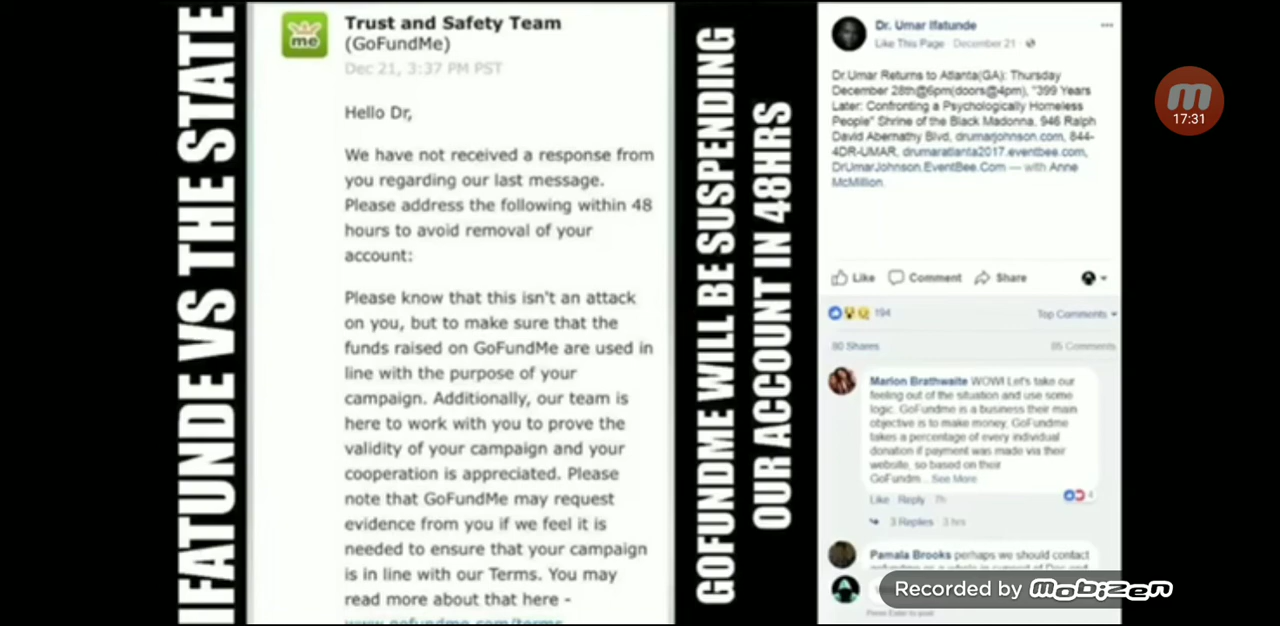 IFATUNDE VS THE STATE
me
Trust and Safety Team
(GoFundMe)
Dec 21, 3:37 PM PST
Hello Dr,
We have not received a response from
you regarding our last message.
Please address the following within 48
hours to avoid removal of your
account:
Please know that this isn't an attack
on you, but to make sure that the
funds raised on GoFundMe are used in
line with the purpose of your
campaign. Additionally, our team is
here to work with you to prove the
validity of your campaign and your
cooperation is appreciated. Please
note that GoFundMe may request
evidence from you if we feel it is
needed to ensure that your campaign
is in line with our Terms. You may
read more about that here -
www.gofundme.com/terms
GOFUNDME WILL BE SUSPENDING
OUR ACCOUNT IN 48HRS
Dr. Umar Ifatunde
Like This Page · December 21 ·
Dr.Umar Returns to Atlanta(GA): Thursday
December 28th@6pm(doors@4pm), "399 Years
Later: Confronting a Psychologically Homeless
People" Shrine of the Black Madonna. 946 Ralph
David Abernathy Blvd, drumarjohnson.com, 844-
4DR-UMAR, drumaratlanta2017.eventbee.com,
DrUmarJohnson.EventBee.Com — with Anne
McMillion.
Like Comment Share
194 Top Comments
80 Shares 85 Comments
Marlon Brathwaite WOW! Let's take our
feeling out of the situation and use some
logic. GoFundme is a business their main
objective is to make money, GoFundme
takes a percentage of every individual
donation if payment was made via their
website, so based on their
GoFundm... See More
Like Reply 7h
4
3 Replies · 3 hrs
Pamala Brooks perhaps we should contact
Press Enter to post
M
17:31
Recorded by mobizen